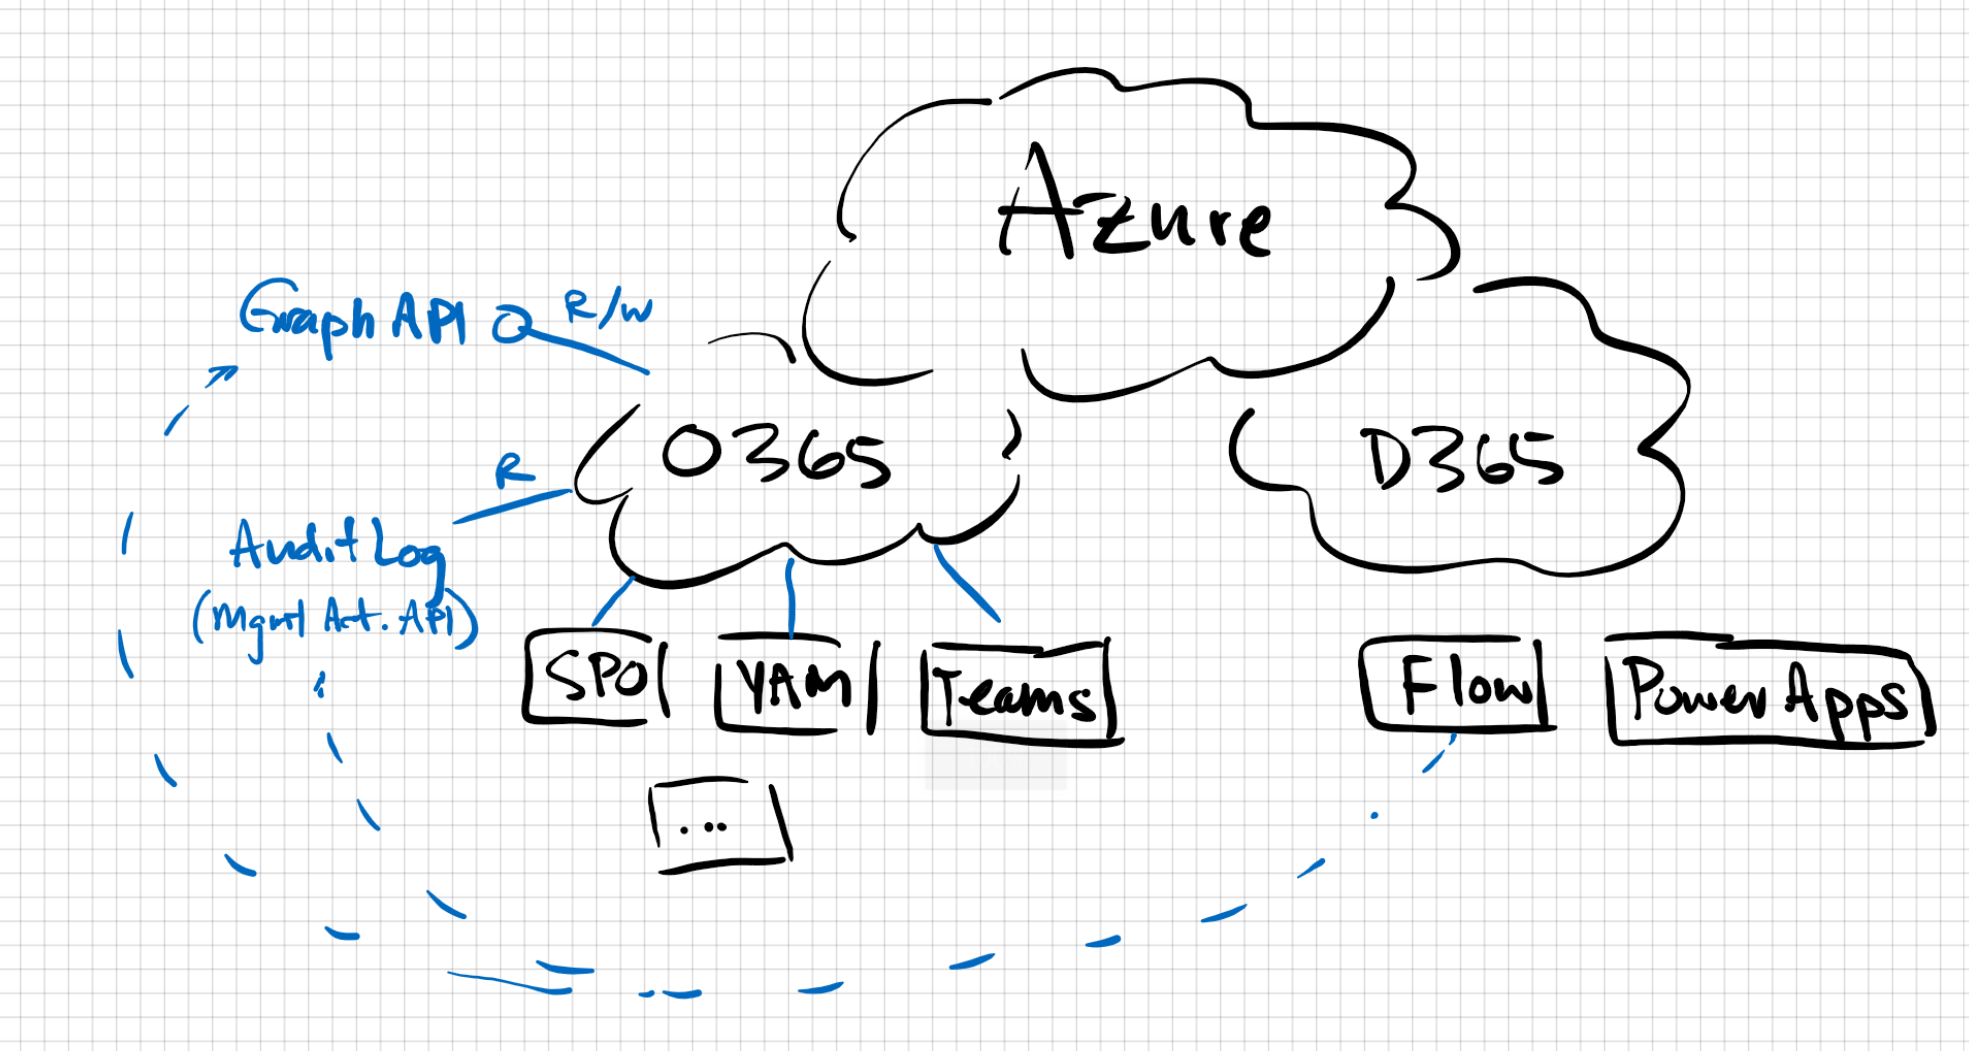 Azure
Graph API R/W
O365
D365
R
Audit Log
(Mgmt Act. API)
SPO
YAM
Teams
Flow
PowerApps
...